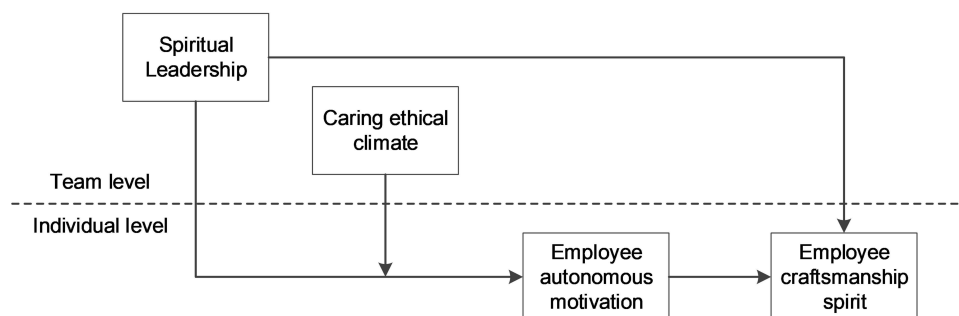 Spiritual
Leadership
Caring ethical
climate
Team level
Individual level
Employee
autonomous
motivation
Employee
craftsmanship
spirit